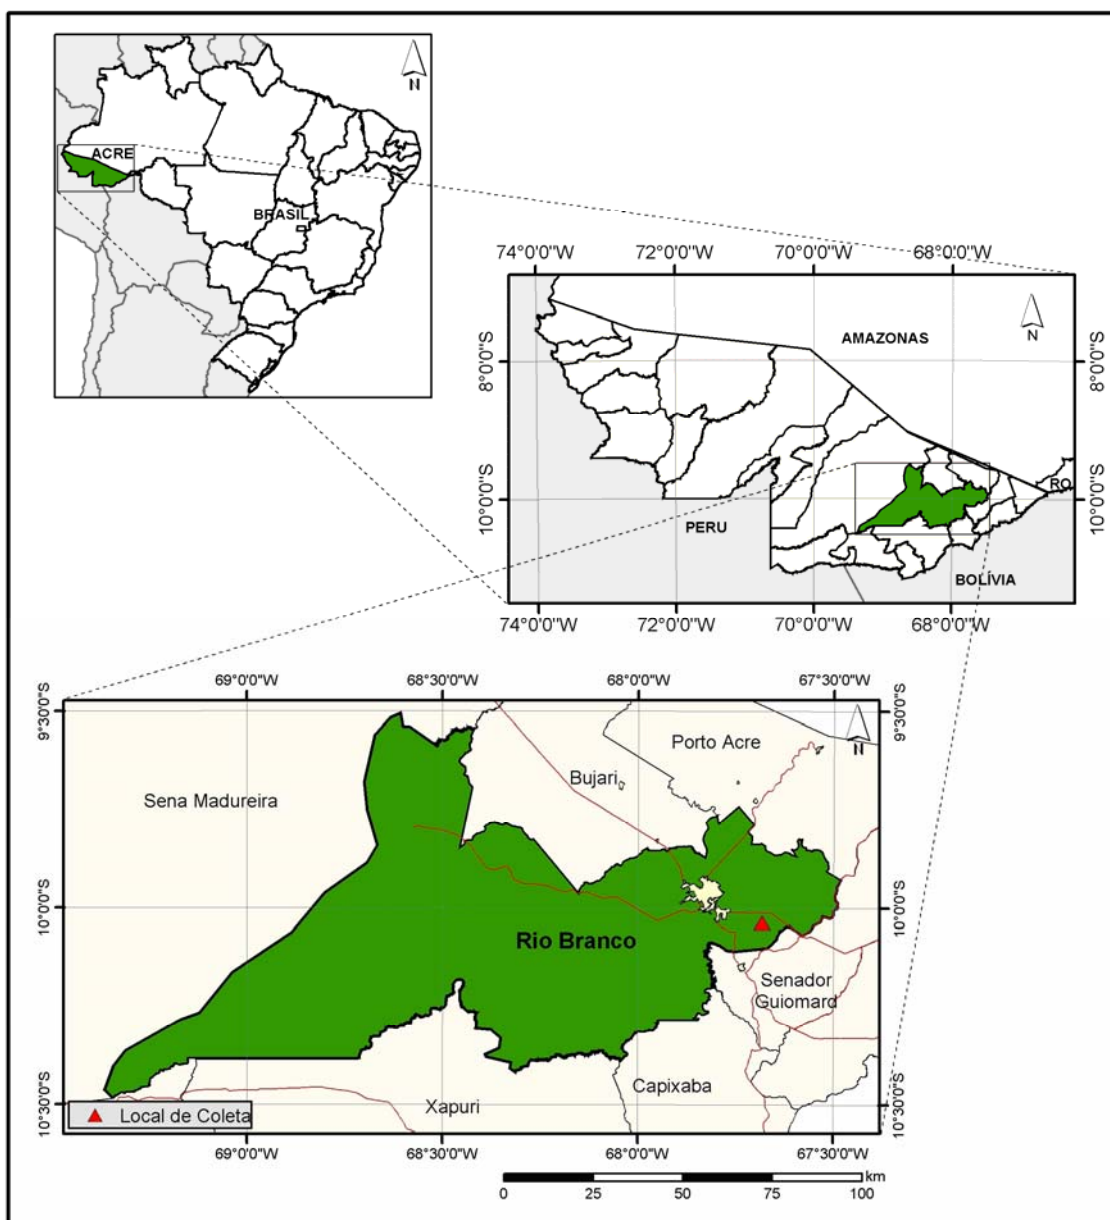 N
ACRE
BRASIL
74°0'0"W 72°0'0"W 70°0'0"W 68°0'0"W
8°0'0"S 8°0'0"S
N
AMAZONAS
10°0'0"S 10°0'0"S
RO
PERU
BOLÍVIA
74°0'0"W 72°0'0"W 70°0'0"W 68°0'0"W
69°0'0"W 68°30'0"W 68°0'0"W 67°30'0"W
9°30'0"S 9°30'0"S
N
Porto Acre
Bujari
Sena Madureira
10°0'0"S 10°0'0"S
Rio Branco
Senador
Guiomard
Capixaba
Xapuri
10°30'0"S 10°30'0"S
Local de Coleta
69°0'0"W 68°30'0"W 68°0'0"W 67°30'0"W
km
0 25 50 75 100